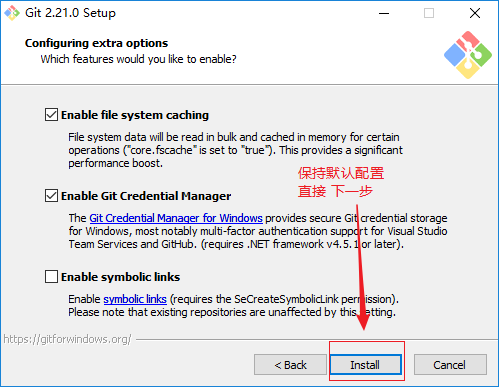 Git 2.21.0 Setup
Configuring extra options
Which features would you like to enable?
Enable file system caching
File system data will be read in bulk and cached in memory for certain
operations ("core.fscache" is set to "true"). This provides a significant
performance boost.
保持默认配置
直接 下一步
Enable Git Credential Manager
The Git Credential Manager for Windows provides secure Git credential storage
for Windows, most notably multi-factor authentication support for Visual Studio
Team Services and GitHub. (requires .NET framework v4.5.1 or later).
Enable symbolic links
Enable symbolic links (requires the SeCreateSymbolicLink permission).
Please note that existing repositories are unaffected by this setting.
https://gitforwindows.org/
< Back
Install
Cancel